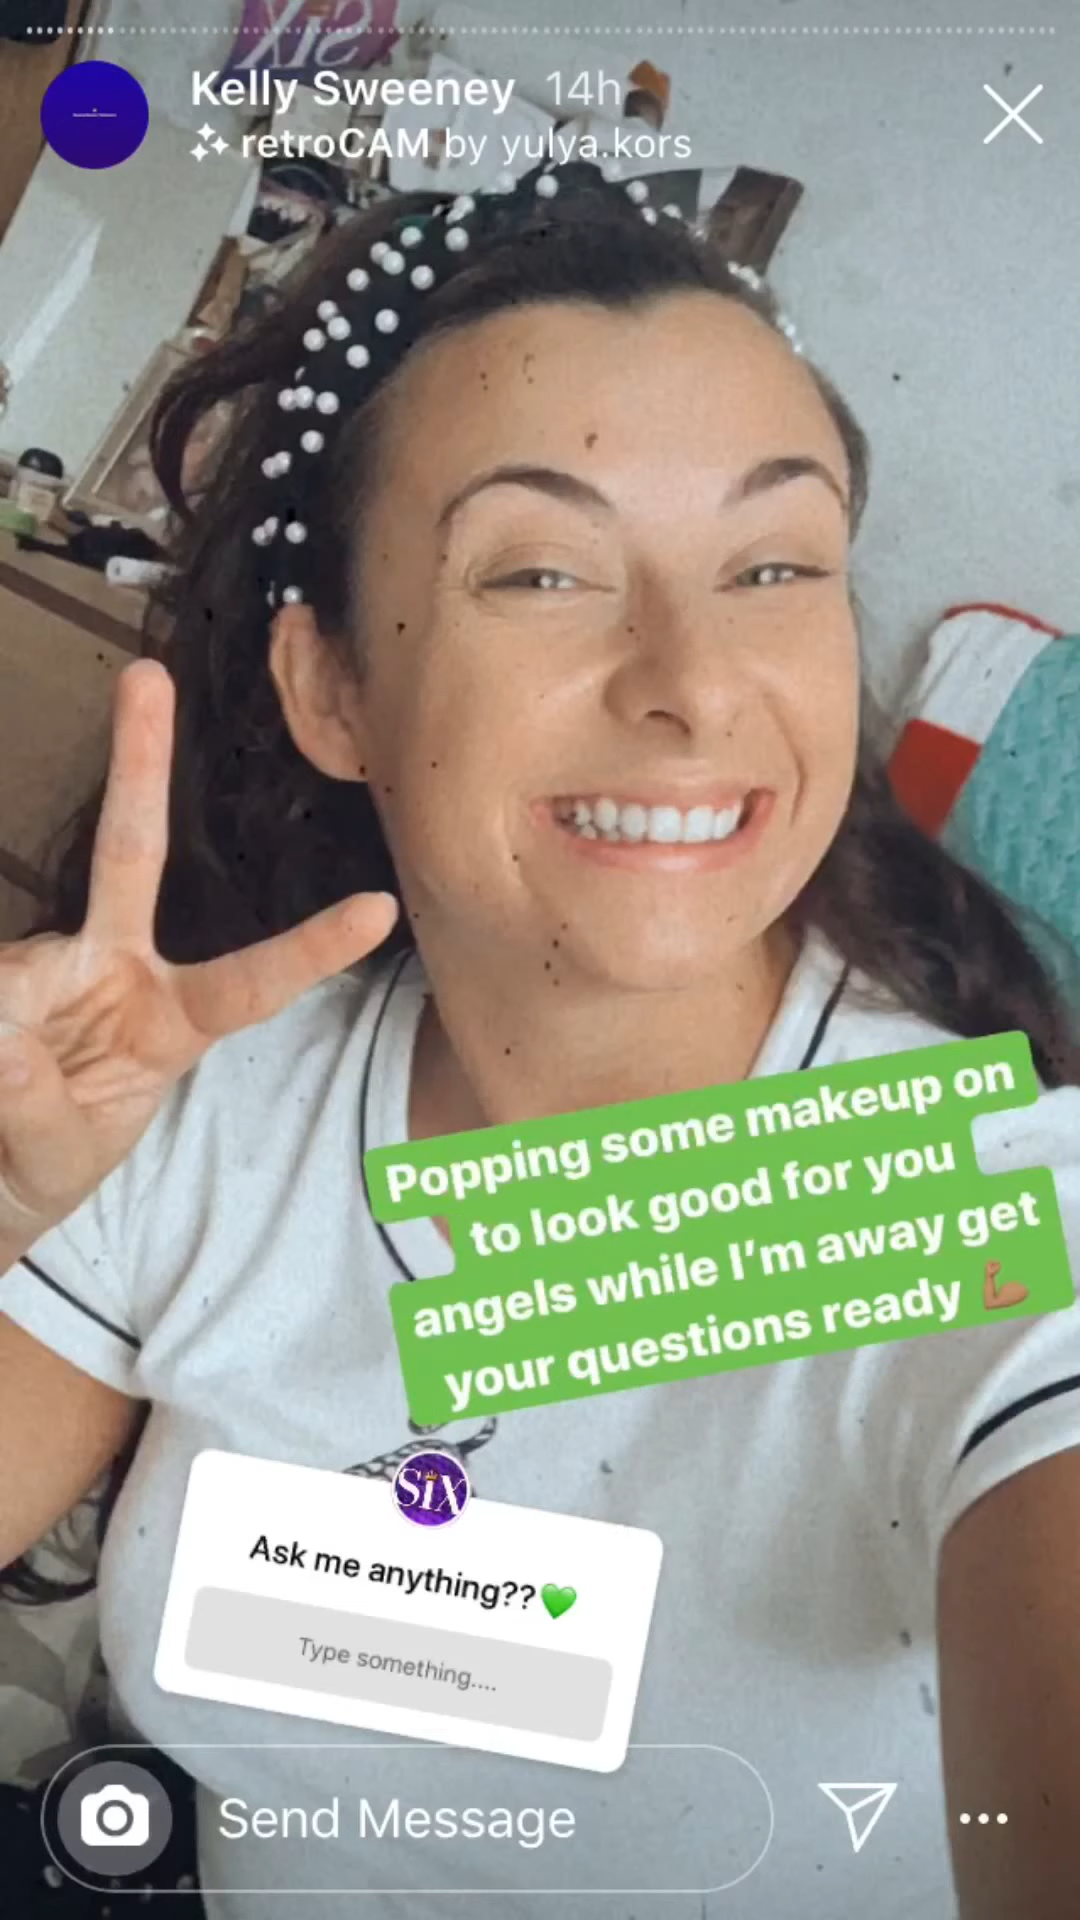 SIX
Kelly Sweeney 14h
retroCAM by yulya.kors
Popping some makeup on
to look good for you
angels while I'm away get
your questions ready 💪🏽
SIX
Ask me anything??💚
Type something....
Send Message